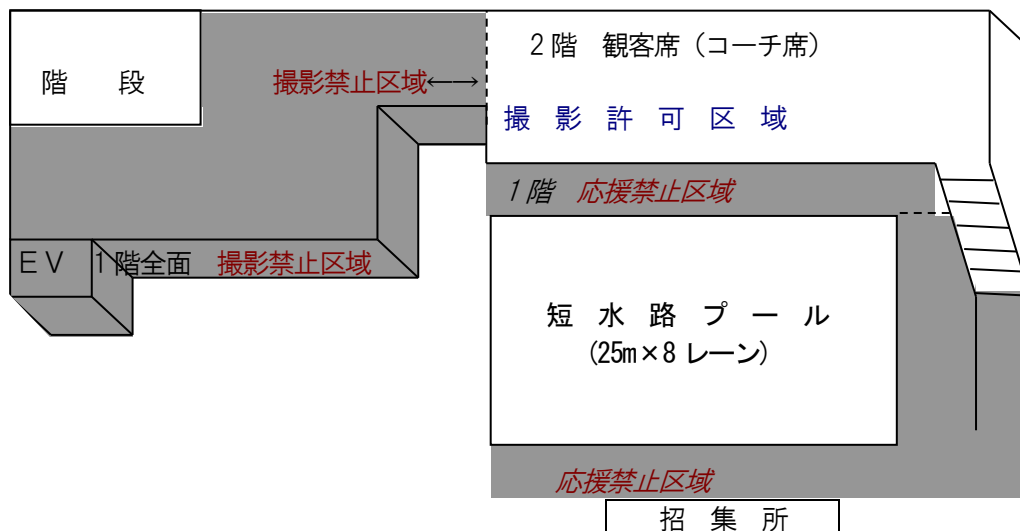 2階 観客席（コーチ席）
階 段
撮影禁止区域←→
撮 影 許 可 区 域
1階 応援禁止区域
EV 1階全面 撮影禁止区域
短 水 路 プ ー ル
(25m×8 レーン)
応援禁止区域
招 集 所